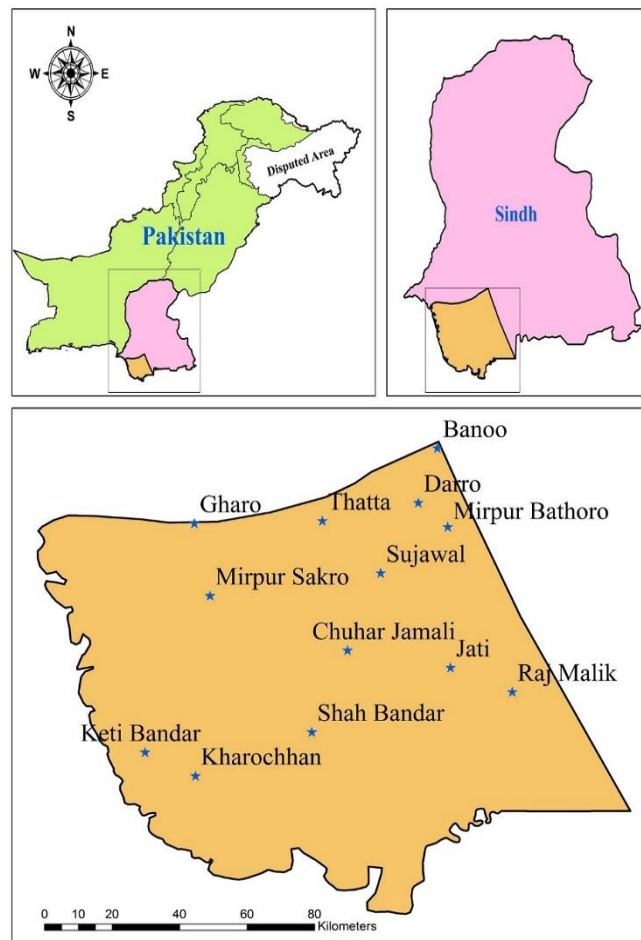 N
W E
S
Disputed Area
Pakistan
Sindh
Banoo
Darro
Gharo
Thatta
Mirpur Bathoro
Sujawal
Mirpur Sakro
Chuhar Jamali
Jati
Raj Malik
Shah Bandar
Keti Bandar
Kharochhan
0 5 10 20 40 60 80
Kilometers